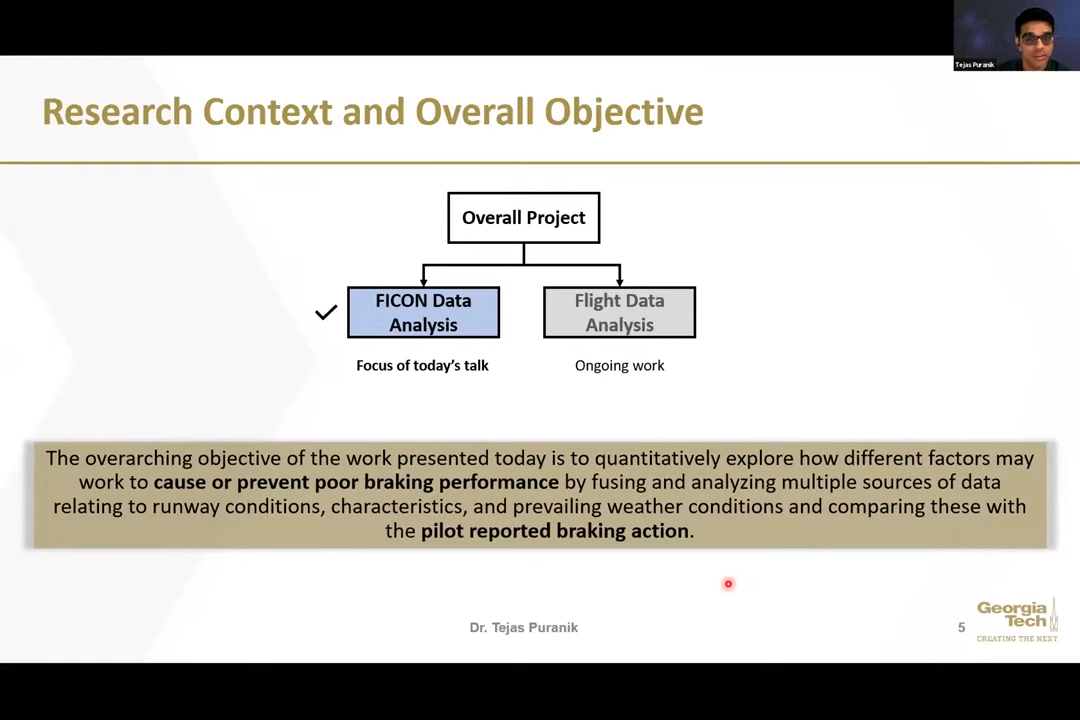 Tejas Puranik
Research Context and Overall Objective
Overall Project
FICON Data
Analysis
Flight Data
Analysis
Focus of today's talk
Ongoing work
The overarching objective of the work presented today is to quantitatively explore how different factors may
work to cause or prevent poor braking performance by fusing and analyzing multiple sources of data
relating to runway conditions, characteristics, and prevailing weather conditions and comparing these with
the pilot reported braking action.
Dr. Tejas Puranik
5
Georgia
Tech
CREATING THE NEXT